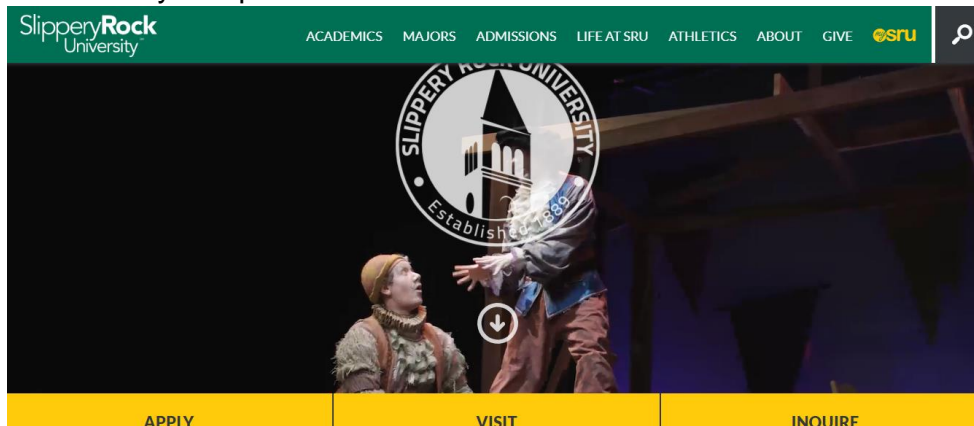 SlipperyRock
University
ACADEMICS MAJORS ADMISSIONS LIFE AT SRU ATHLETICS ABOUT GIVE sru
SLIPPERY ROCK UNIVERSITY
Established 1889
APPLY VISIT INQUIRE